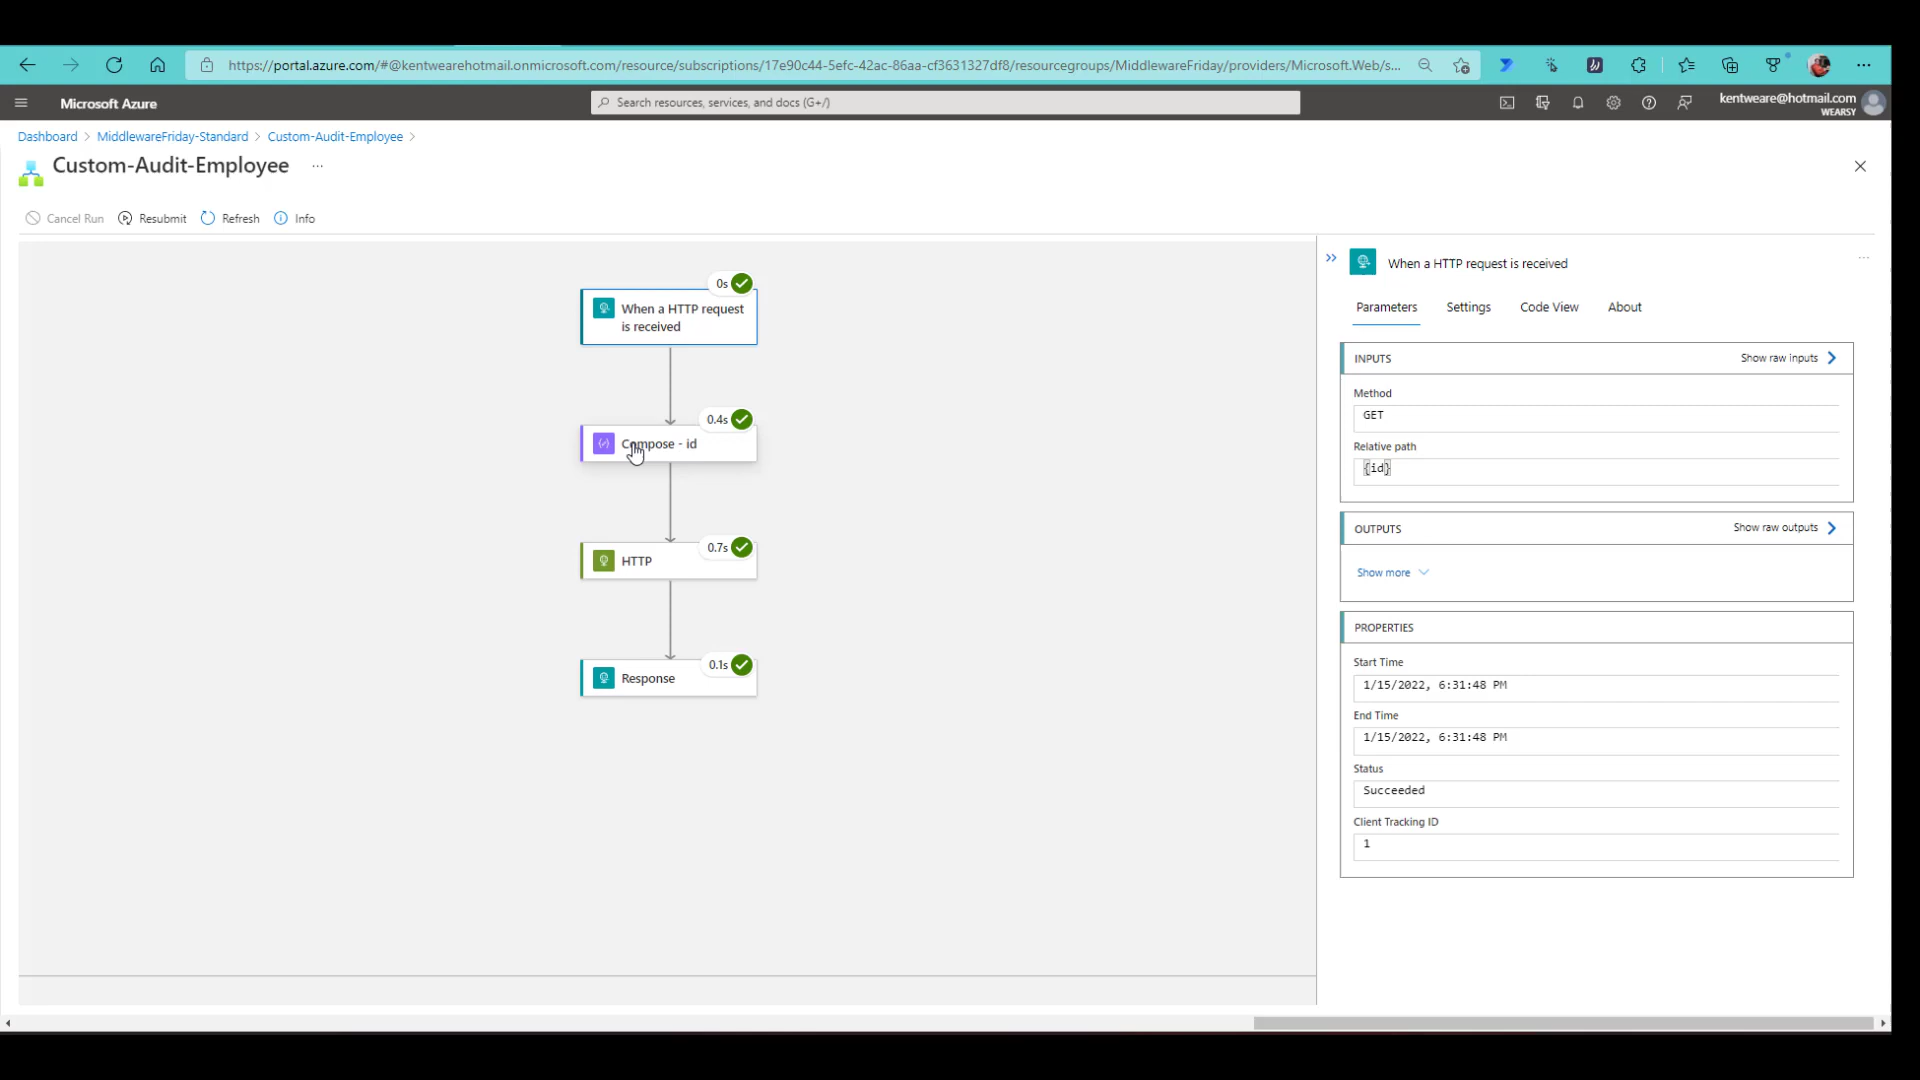 https://portal.azure.com/#@kentwearehotmail.onmicrosoft.com/resource/subscriptions/17e90c44-5efc-42ac-86aa-cf3631327df8/resourcegroups/MiddlewareFriday/providers/Microsoft.Web/s...
Microsoft Azure
Search resources, services, and docs (G+/)
kentweare@hotmail.com
WEARSY
Dashboard > MiddlewareFriday-Standard > Custom-Audit-Employee >
Custom-Audit-Employee ...
Cancel Run Resubmit Refresh Info
When a HTTP request is received
Parameters Settings Code View About
INPUTS Show raw inputs
Method
GET
Relative path
{id}
OUTPUTS Show raw outputs
Show more
PROPERTIES
Start Time
1/15/2022, 6:31:48 PM
End Time
1/15/2022, 6:31:48 PM
Status
Succeeded
Client Tracking ID
1
0s
When a HTTP request
is received
0.4s
Compose - id
0.7s
HTTP
0.1s
Response